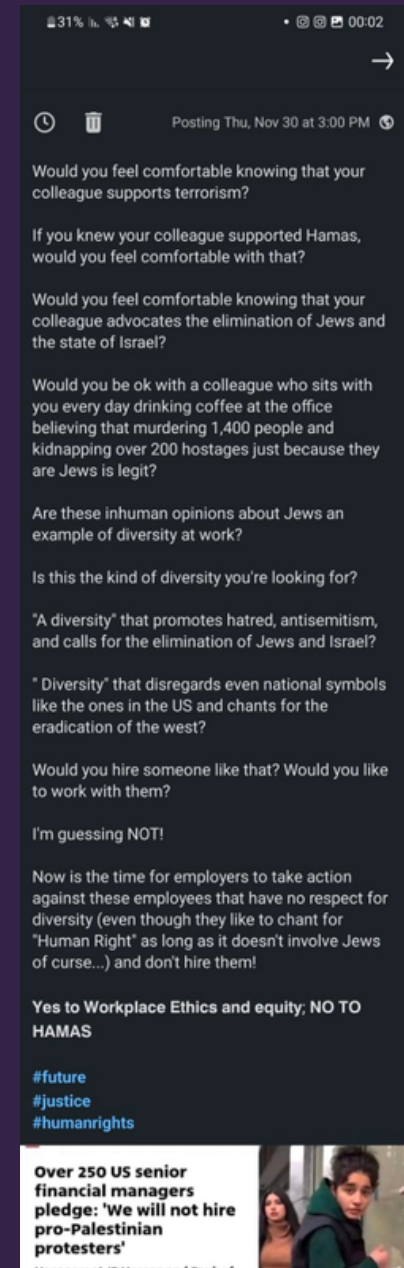 31%
00:02
Posting Thu, Nov 30 at 3:00 PM
Would you feel comfortable knowing that your
colleague supports terrorism?
If you knew your colleague supported Hamas,
would you feel comfortable with that?
Would you feel comfortable knowing that your
colleague advocates the elimination of Jews and
the state of Israel?
Would you be ok with a colleague who sits with
you every day drinking coffee at the office
believing that murdering 1,400 people and
kidnapping over 200 hostages just because they
are Jews is legit?
Are these inhuman opinions about Jews an
example of diversity at work?
Is this the kind of diversity you're looking for?
"A diversity" that promotes hatred, antisemitism,
and calls for the elimination of Jews and Israel?
" Diversity" that disregards even national symbols
like the ones in the US and chants for the
eradication of the west?
Would you hire someone like that? Would you like
to work with them?
I'm guessing NOT!
Now is the time for employers to take action
against these employees that have no respect for
diversity (even though they like to chant for
"Human Right" as long as it doesn't involve Jews
of curse...) and don't hire them!
Yes to Workplace Ethics and equity; NO TO
HAMAS
#future
#justice
#humanrights
Over 250 US senior
financial managers
pledge: 'We will not hire
pro-Palestinian
protesters'